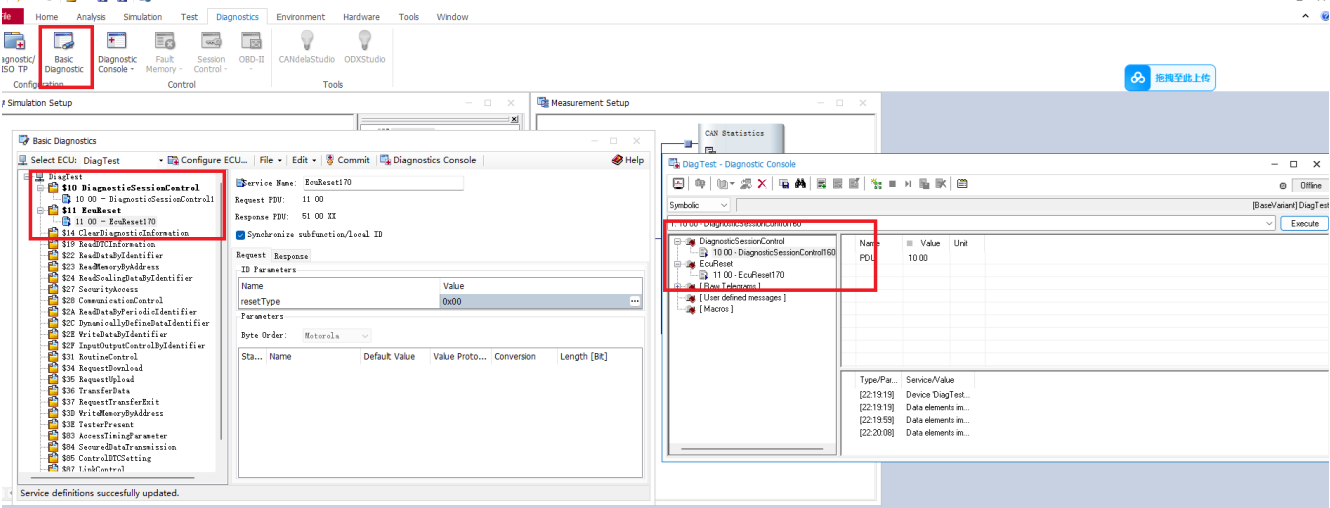 File Home Analysis Simulation Test Diagnostics Environment Hardware Tools Window
Basic Diagnostic
Diagnostic Console
Fault Memory
Session Control
OBD-II
CANdelaStudio
ODXStudio
ISO TP
Control
Tools
拖拽至此上传
Simulation Setup
Measurement Setup
CAN Statistics
Basic Diagnostics
Select ECU: DiagTest Configure ECU... File Edit Commit Diagnostics Console Help
DiagTest
$10 DiagnosticSessionControl
10 00 - DiagnosticSessionControl1
$11 EcuReset
11 00 - EcuReset170
$14 ClearDiagnosticInformation
$19 ReadDTCInformation
$22 ReadDataByIdentifier
$23 ReadMemoryByAddress
$24 ReadScalingDataByIdentifier
$27 SecurityAccess
$28 CommunicationControl
$2A ReadDataByPeriodicIdentifier
$2C DynamicallyDefineDataIdentifier
$2E WriteDataByIdentifier
$2F InputOutputControlByIdentifier
$31 RoutineControl
$34 RequestDownload
$35 RequestUpload
$36 TransferData
$37 RequestTransferExit
$3D WriteMemoryByAddress
$3E TesterPresent
$83 AccessTimingParameter
$84 SecuredDataTransmission
$85 ControlDTCSetting
$87 LinkControl
Service Name: EcuReset170
Request PDU: 11 00
Response PDU: 51 00 XX
Synchronize subfunction/local ID
Request Response
ID Parameters
Name Value
resetType 0x00 ...
Parameters
Byte Order: Motorola
Sta... Name Default Value Value Proto... Conversion Length [Bit]
Service definitions succesfully updated.
DiagTest - Diagnostic Console
Offline
Symbolic
[BaseVariant] DiagTest
1: 10 00 - DiagnosticSessionControl160
Execute
DiagnosticSessionControl
10 00 - DiagnosticSessionControl160
EcuReset
11 00 - EcuReset170
[ Raw Telegrams ]
[ User defined messages ]
[ Macros ]
Name Value Unit
PDU 10 00
Type/Par... Service/Value
[22:19:19] Device 'DiagTest...
[22:19:19] Data elements im...
[22:19:59] Data elements im...
[22:20:08] Data elements im...